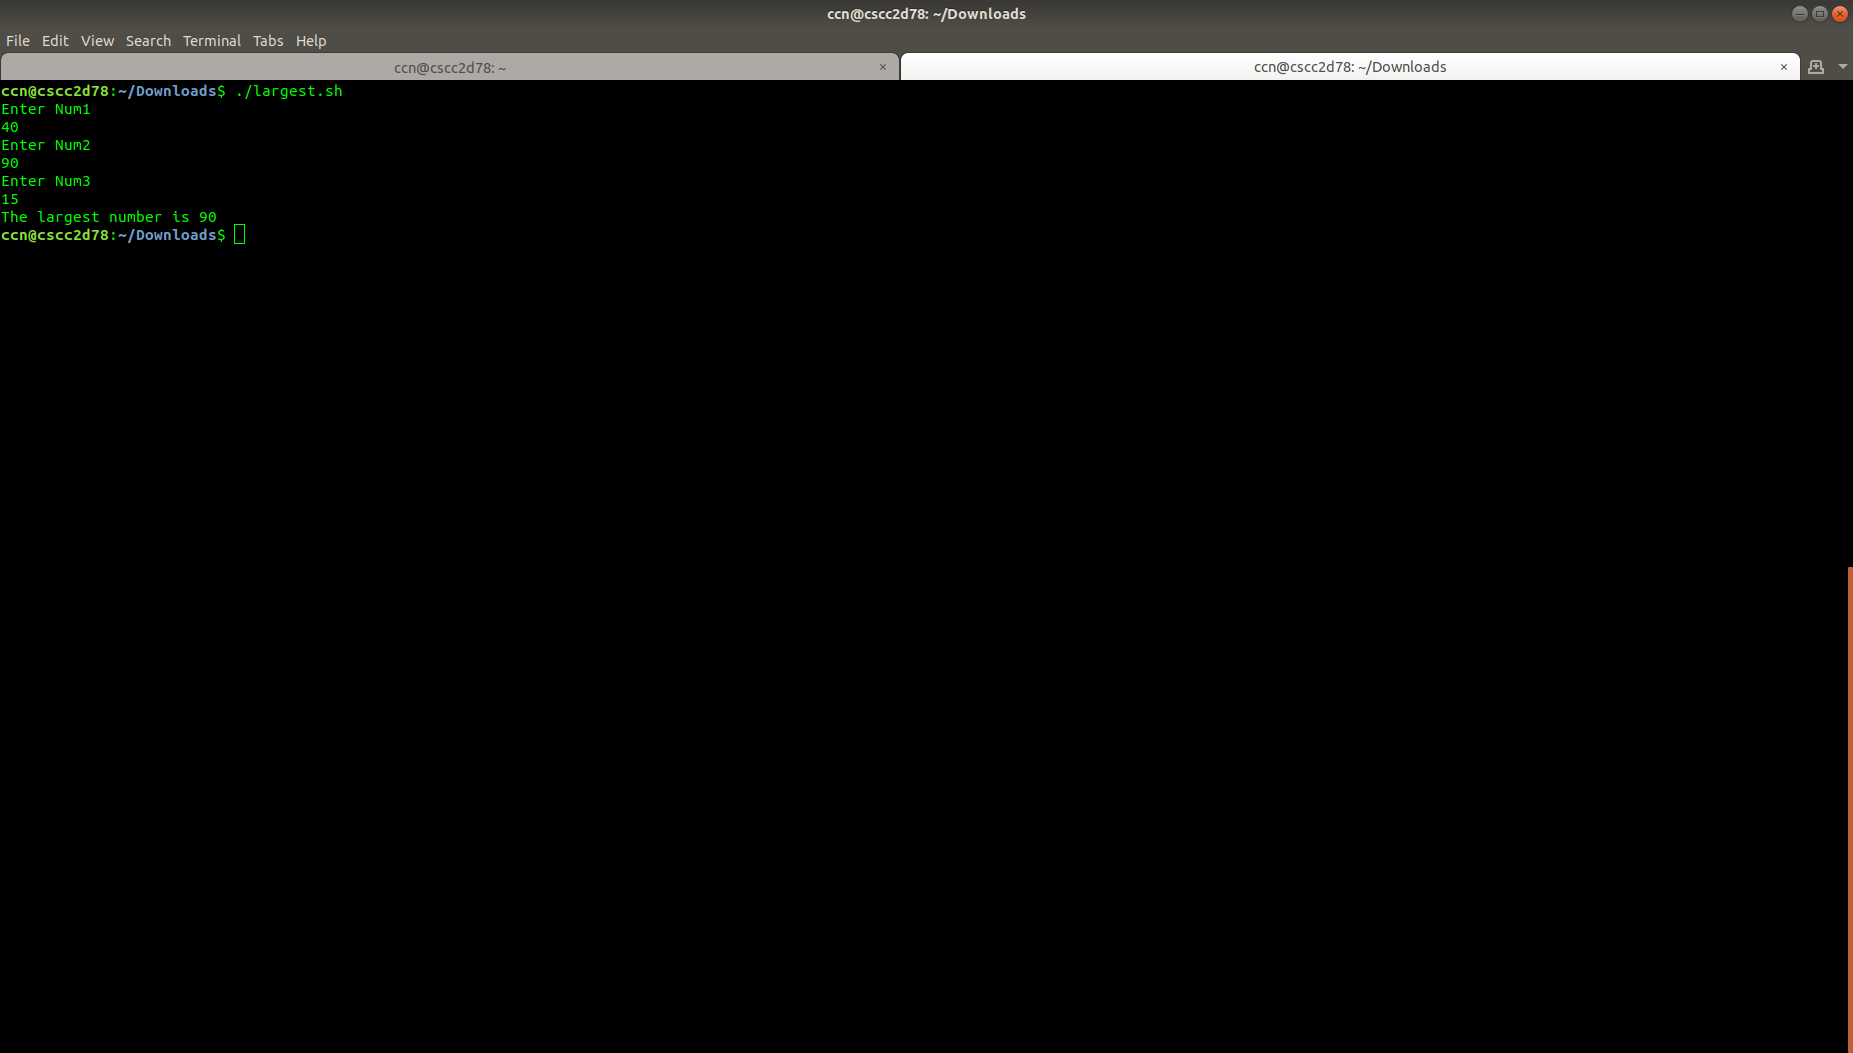 ccn@cscc2d78: ~/Downloads
File Edit View Search Terminal Tabs Help
ccn@cscc2d78: ~ × ccn@cscc2d78: ~/Downloads ×
ccn@cscc2d78:~/Downloads$ ./largest.sh
Enter Num1
40
Enter Num2
90
Enter Num3
15
The largest number is 90
ccn@cscc2d78:~/Downloads$